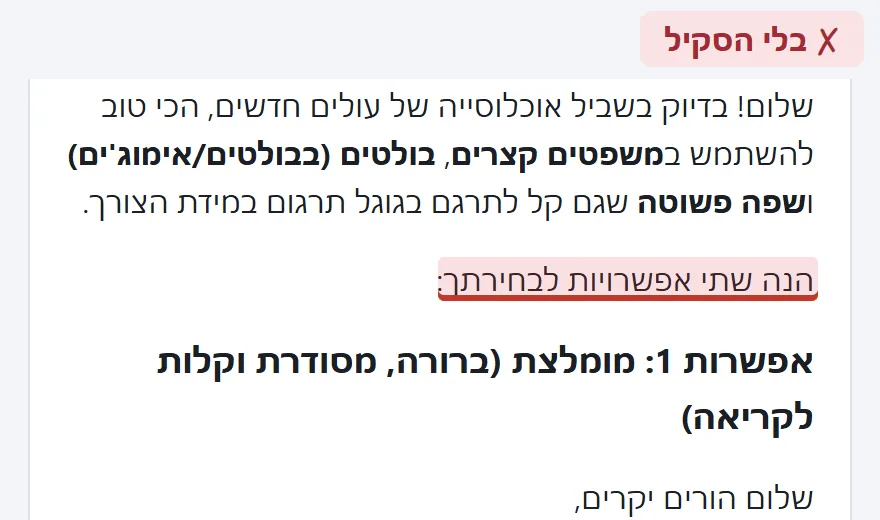 ✗ בלי הסקיל
שלום! בדיוק בשביל אוכלוסייה של עולים חדשים, הכי טוב
להשתמש במשפטים קצרים, בולטים (בבולטים/אימוג'ים)
ושפה פשוטה שגם קל לתרגם בגוגל תרגום במידת הצורך.
הנה שתי אפשרויות לבחירתך:
אפשרות 1: מומלצת (ברורה, מסודרת וקלות
לקריאה)
שלום הורים יקרים,